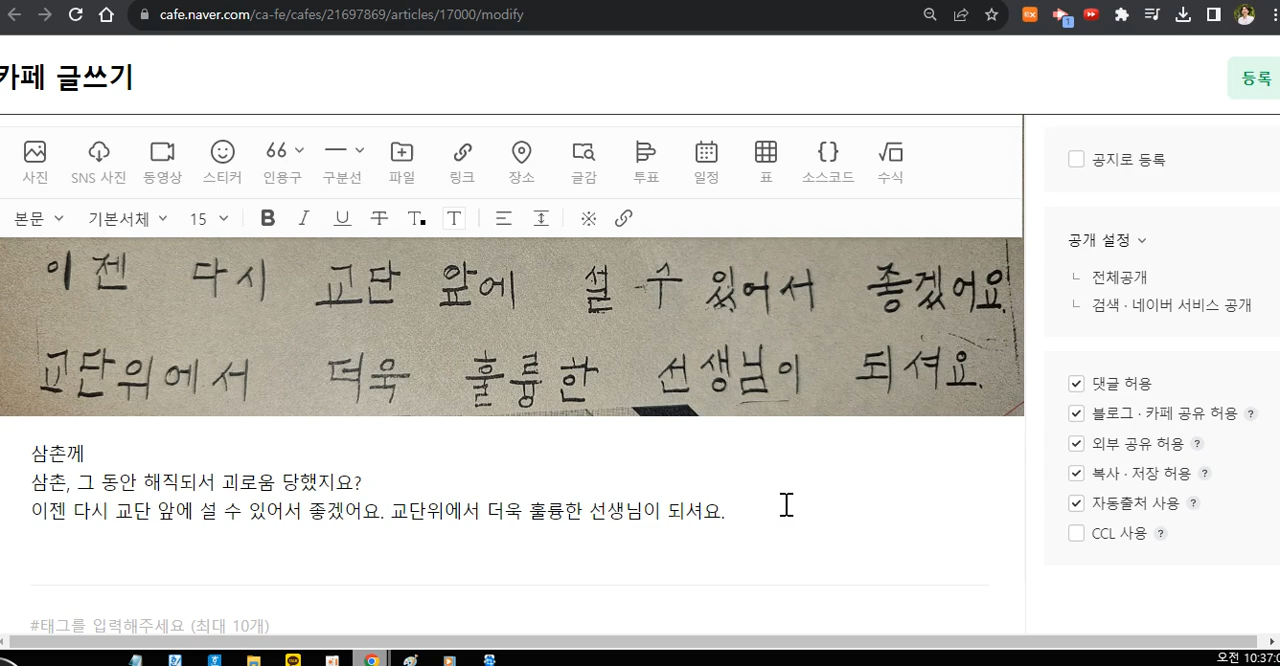 cafe.naver.com/ca-fe/cafes/21697869/articles/17000/modify
카페 글쓰기
등록
사진 SNS 사진 동영상 스티커 인용구 구분선 파일 링크 장소 글감 투표 일정 표 소스코드 수식
본문 기본서체 15 B I U T T. T
이젠 다시 교단 앞에 설 수 있어서 좋겠어요.
교단위에서 더욱 훌륭한 선생님이 되셔요.
삼촌께
삼촌, 그 동안 해직되서 괴로움 당했지요?
이젠 다시 교단 앞에 설 수 있어서 좋겠어요. 교단위에서 더욱 훌륭한 선생님이 되셔요.
#태그를 입력해주세요 (최대 10개)
공지로 등록
공개 설정
전체공개
검색 · 네이버 서비스 공개
댓글 허용
블로그 · 카페 공유 허용 ?
외부 공유 허용 ?
복사 · 저장 허용 ?
자동출처 사용 ?
CCL 사용 ?
오전 10:37:0